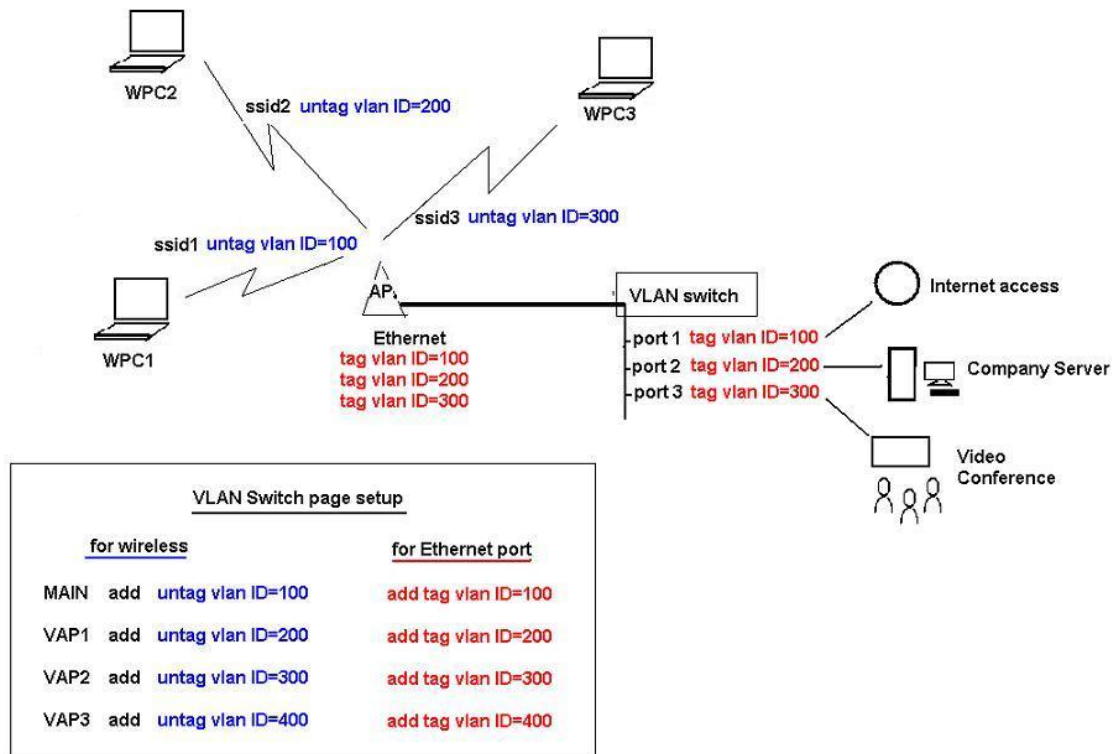 WPC2
WPC3
ssid2 untag vlan ID=200
ssid3 untag vlan ID=300
ssid1 untag vlan ID=100
WPC1
AP
Ethernet
tag vlan ID=100
tag vlan ID=200
tag vlan ID=300
VLAN switch
port 1 tag vlan ID=100
port 2 tag vlan ID=200
port 3 tag vlan ID=300
Internet access
Company Server
Video
Conference
VLAN Switch page setup
for wireless for Ethernet port
MAIN add untag vlan ID=100 add tag vlan ID=100
VAP1 add untag vlan ID=200 add tag vlan ID=200
VAP2 add untag vlan ID=300 add tag vlan ID=300
VAP3 add untag vlan ID=400 add tag vlan ID=400